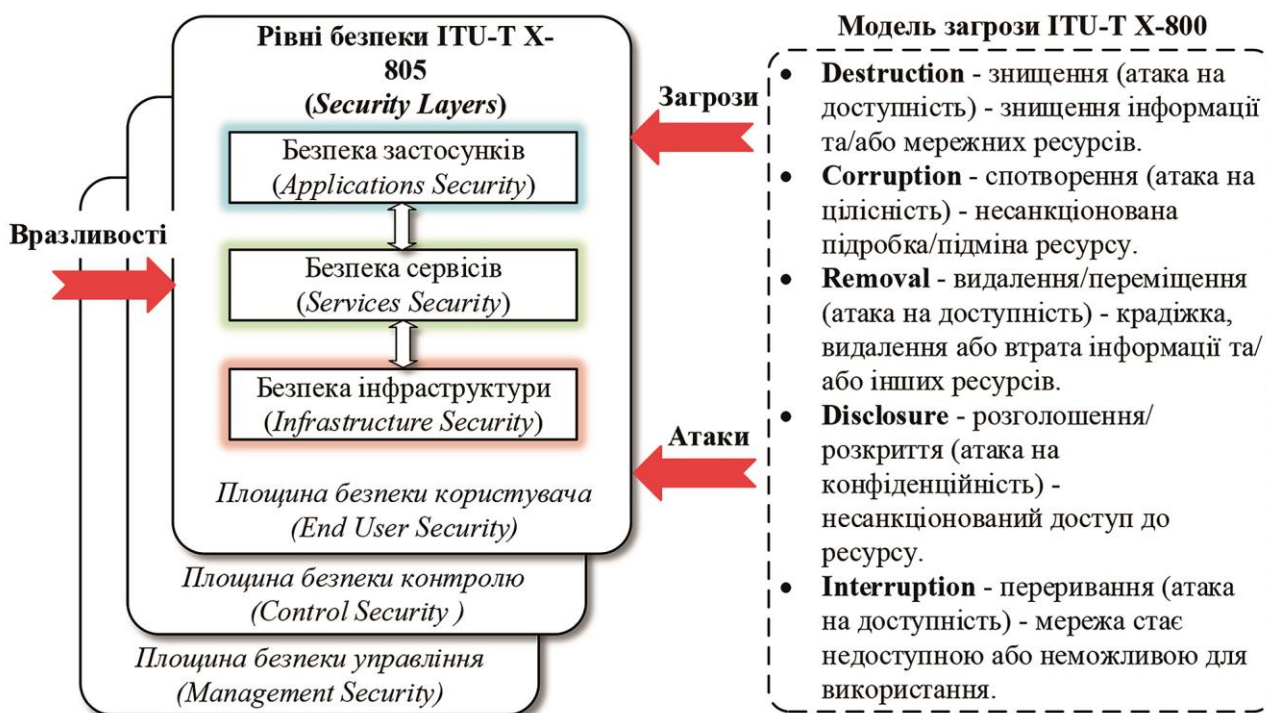 Рівні безпеки ITU-T X-
805
(Security Layers)
Безпека застосунків
(Applications Security)
Безпека сервісів
(Services Security)
Безпека інфраструктури
(Infrastructure Security)
Площина безпеки користувача
(End User Security)
Площина безпеки контролю
(Control Security )
Площина безпеки управління
(Management Security)
Вразливості
Загрози
Атаки
Модель загрози ITU-T X-800
• Destruction - знищення (атака на
доступність) - знищення інформації
та/або мережних ресурсів.
• Corruption - спотворення (атака на
цілісність) - несанкціонована
підробка/підміна ресурсу.
• Removal - видалення/переміщення
(атака на доступність) - крадіжка,
видалення або втрата інформації та/
або інших ресурсів.
• Disclosure - розголошення/
розкриття (атака на
конфіденційність) -
несанкціонований доступ до
ресурсу.
• Interruption - переривання (атака
на доступність) - мережа стає
недоступною або неможливою для
використання.